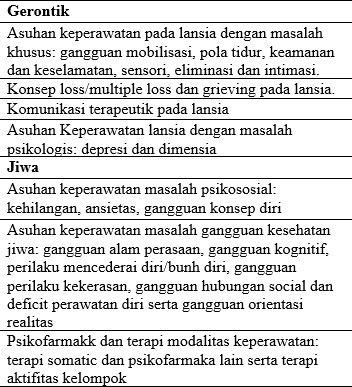 Gerontik
Asuhan keperawatan pada lansia dengan masalah
khusus: gangguan mobilisasi, pola tidur, keamanan
dan keselamatan, sensori, eliminasi dan intimasi.
Konsep loss/multiple loss dan grieving pada lansia.
Komunikasi terapeutik pada lansia
Asuhan Keperawatan lansia dengan masalah
psikologis: depresi dan dimensia
Jiwa
Asuhan keperawatan masalah psikososial:
kehilangan, ansietas, gangguan konsep diri
Asuhan keperawatan masalah gangguan kesehatan
jiwa: gangguan alam perasaan, gangguan kognitif,
perilaku mencederai diri/bunh diri, gangguan
perilaku kekerasan, gangguan hubungan social dan
deficit perawatan diri serta gangguan orientasi
realitas
Psikofarmakk dan terapi modalitas keperawatan:
terapi somatic dan psikofarmaka lain serta terapi
aktifitas kelompok